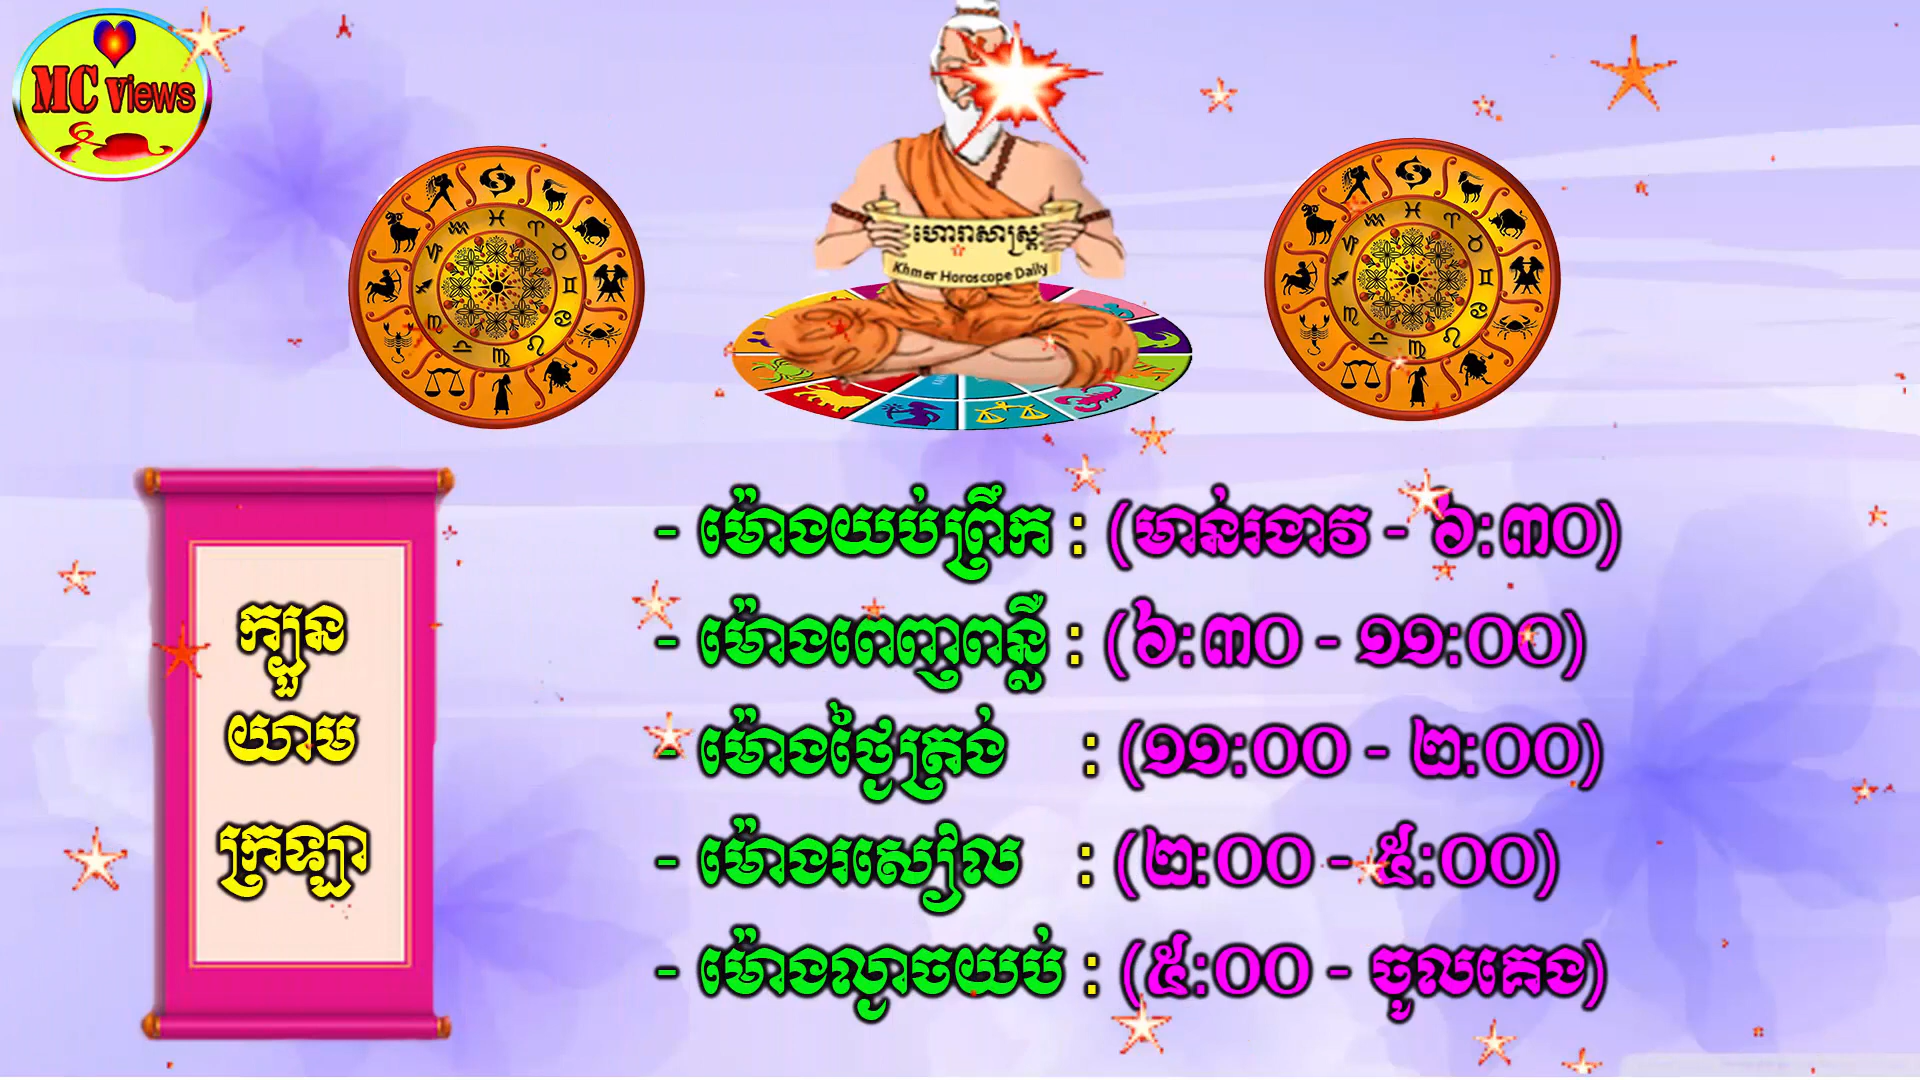 MC Views
ហោរាសាស្ត្រ
Khmer Horoscope Daily
ក្បួន
យាម
ក្រឡា
- ម៉ោងយប់ព្រឹក : (មាន់រងាវ - ៦:៣០)
- ម៉ោងពេញពន្លឺ : (៦:៣០ - ១១:០០)
- ម៉ោងថ្ងៃត្រង់ : (១១:០០ - ២:០០)
- ម៉ោងរសៀល : (២:០០ - ៥:០០)
- ម៉ោងល្ងាចយប់ : (៥:០០ - ចូលគេង)